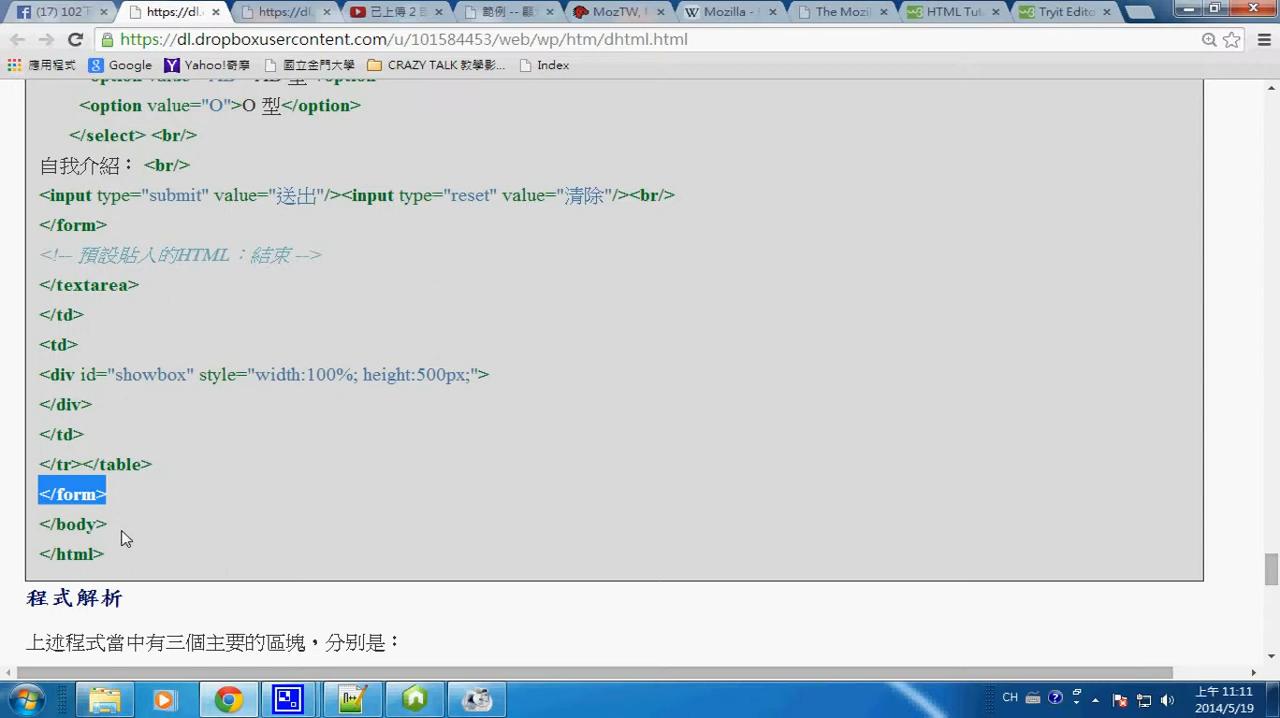 (17) 102下
https://dl.
https://dl.
已上傳 2
範例 -- 顧
MozTW,
Mozilla -
The Mozi
HTML Tut
Tryit Edito
https://dl.dropboxusercontent.com/u/101584453/web/wp/htm/dhtml.html
應用程式 Google Yahoo!奇摩 國立金門大學 CRAZY TALK 教學影... Index
<option value="O">O 型</option>
</select> <br/>
自我介紹： <br/>
<input type="submit" value="送出"/><input type="reset" value="清除"/><br/>
</form>
<!-- 預設貼人的HTML：結束 -->
</textarea>
</td>
<td>
<div id="showbox" style="width:100%; height:500px;">
</div>
</td>
</tr></table>
</form>
</body>
</html>
程式解析
上述程式當中有三個主要的區塊，分別是：
CH
上午 11:11
2014/5/19